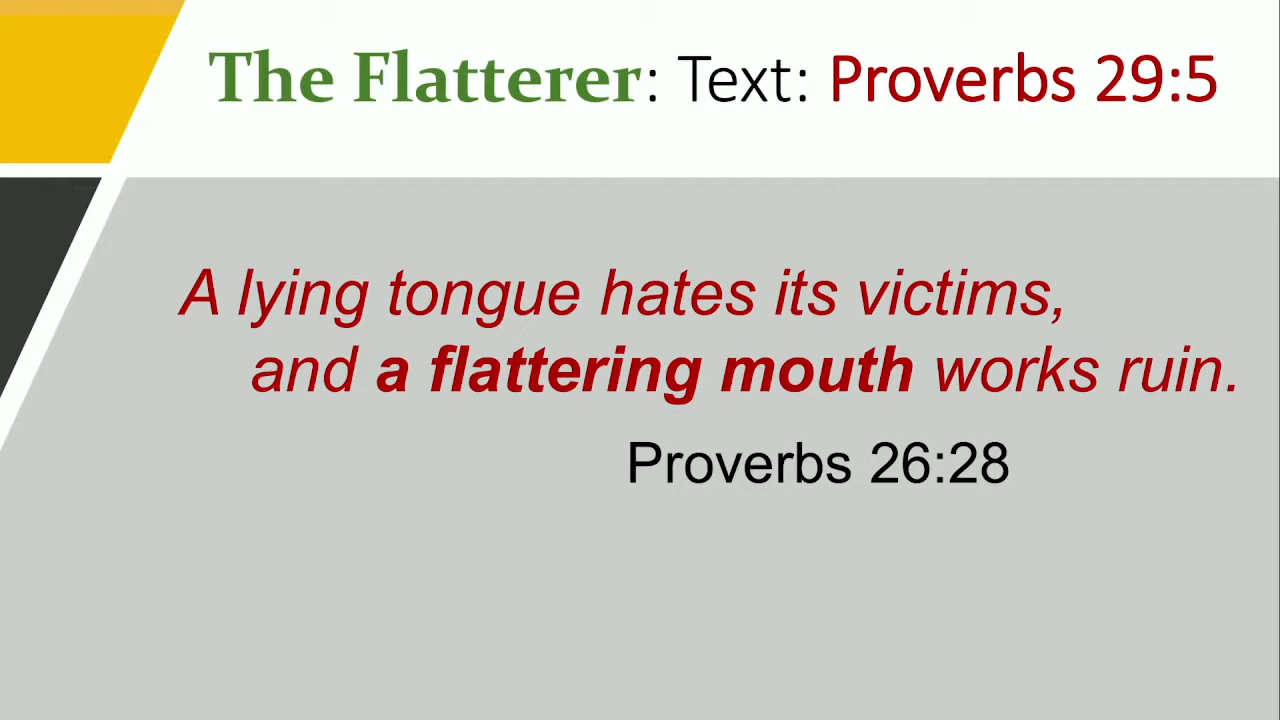 The Flatterer: Text: Proverbs 29:5
A lying tongue hates its victims,
and a flattering mouth works ruin.
Proverbs 26:28